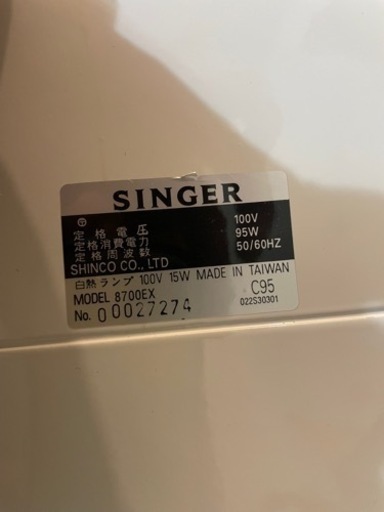 SINGER
定格電圧 100V
定格消費電力 95W
定格周波数 50/60HZ
SHINCO CO., LTD
白熱ランプ 100V 15W MADE IN TAIWAN
MODEL 8700EX C95
No. 00027274 022S30301